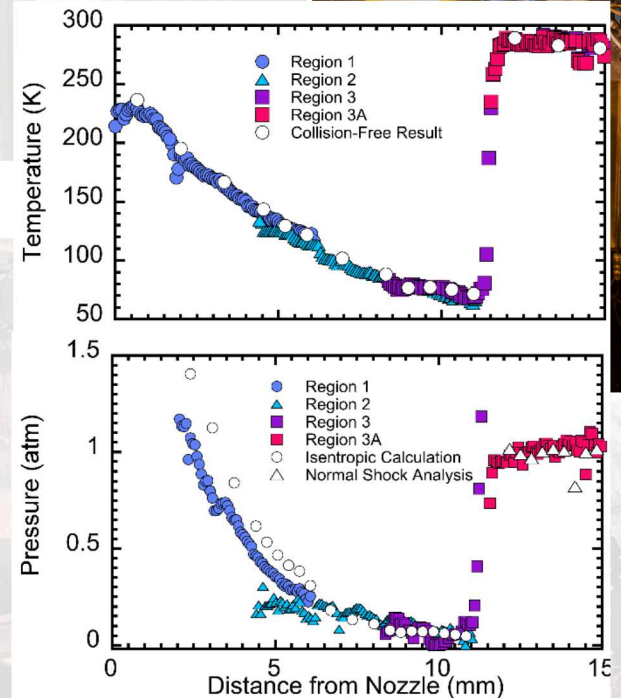 300
250
200
150
100
50
Temperature (K)
Region 1
Region 2
Region 3
Region 3A
Collision-Free Result
1.5
1
0.5
0
Pressure (atm)
Region 1
Region 2
Region 3
Region 3A
Isentropic Calculation
Normal Shock Analysis
0 5 10 15
Distance from Nozzle (mm)